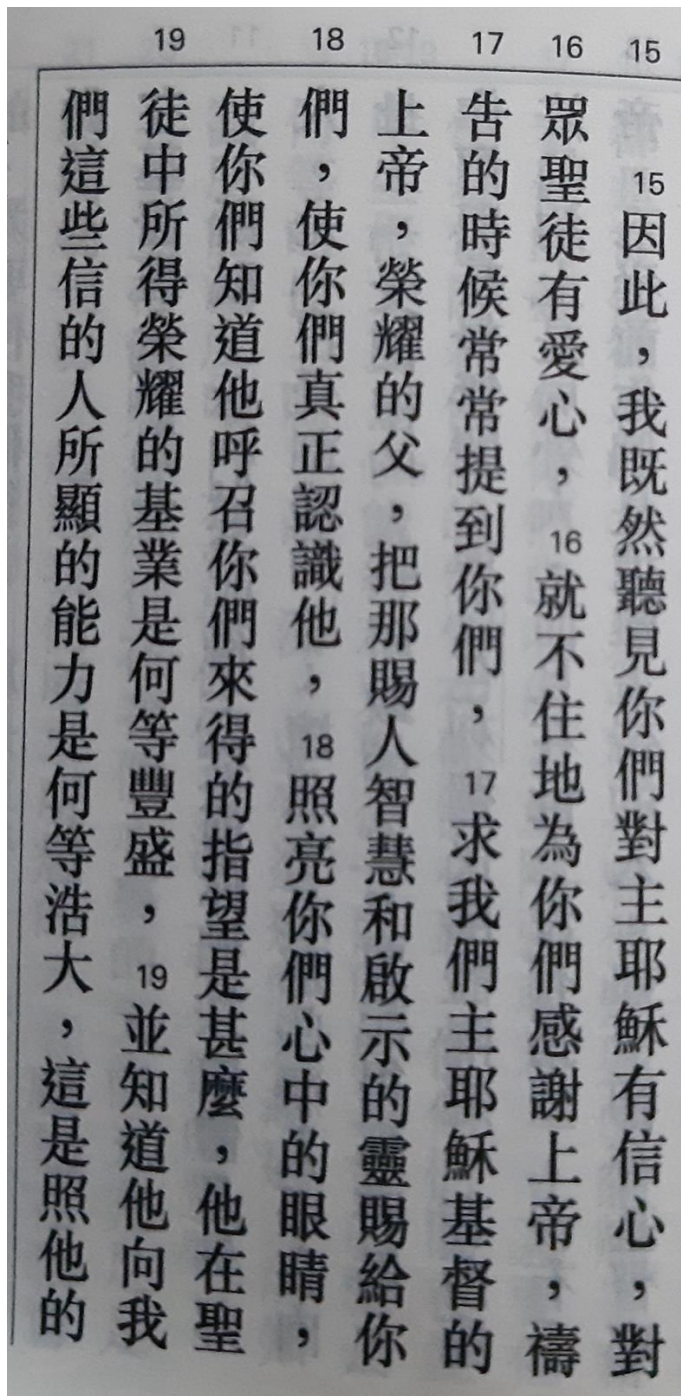 15
16
17
18
19
15因此，我既然聽見你們對主耶穌有信心，對
眾聖徒有愛心，16就不住地為你們感謝上帝，禱
告的時候常常提到你們，17求我們主耶穌基督的
上帝，榮耀的父，把那賜人智慧和啟示的靈賜給你
們，使你們真正認識他，18照亮你們心中的眼睛，
使你們知道他呼召你們來得的指望是甚麼，他在聖
徒中所得榮耀的基業是何等豐盛，19並知道他向我
們這些信的人所顯的能力是何等浩大，這是照他的